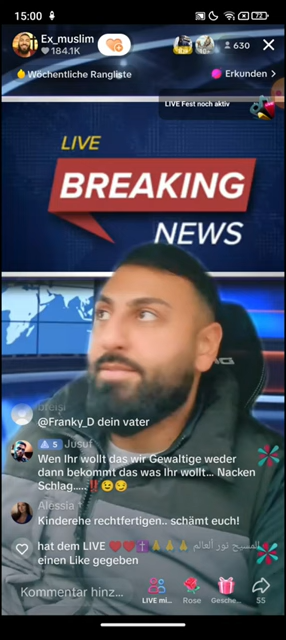 15:00
72
Ex_muslim
184.1K
630
Wöchentliche Rangliste
Erkunden >
LIVE Fest noch aktiv
LIVE
BREAKING
NEWS
@Franky_D dein vater
5 Jusuf
Wen Ihr wollt das wir Gewaltige weder
dann bekommt das was Ihr wollt... Nacken
Schlag.....‼️😉😏
Alessia
Kinderehe rechtfertigen.. schämt euch!
hat dem LIVE ❤️❤️✝️🙏🙏🙏 المسيح نور ألعالم
einen Like gegeben
Kommentar hinz...
LIVE mi...
Rose
Gesche...
55